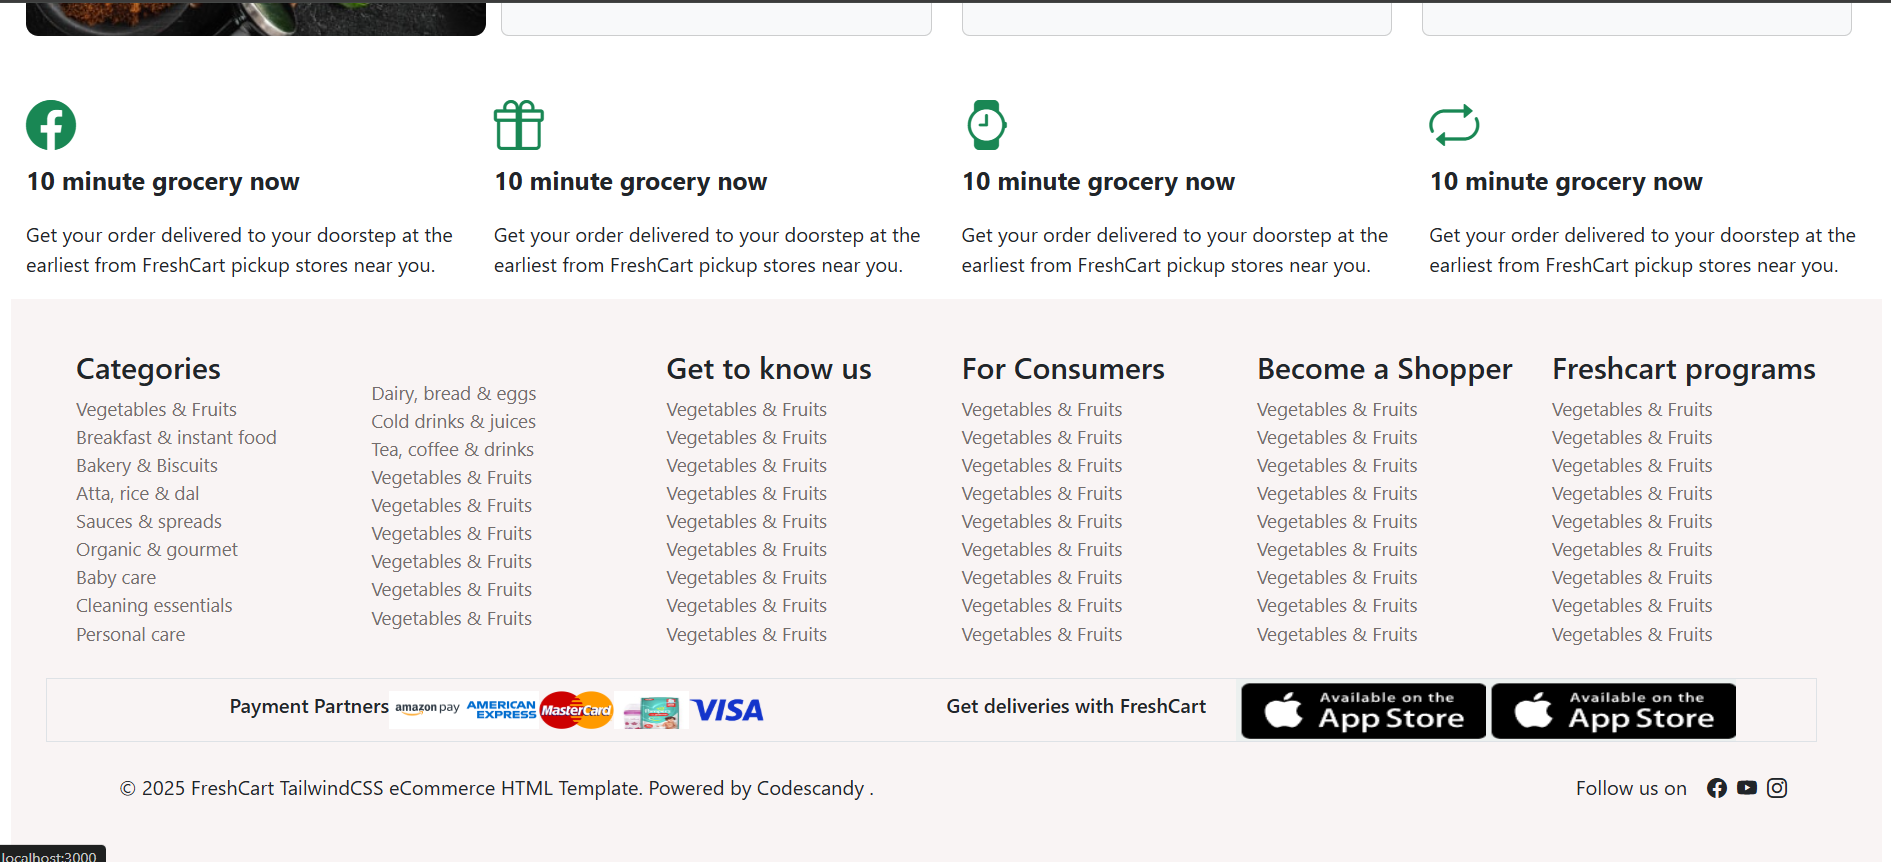 10 minute grocery now
Get your order delivered to your doorstep at the
earliest from FreshCart pickup stores near you.
10 minute grocery now
Get your order delivered to your doorstep at the
earliest from FreshCart pickup stores near you.
10 minute grocery now
Get your order delivered to your doorstep at the
earliest from FreshCart pickup stores near you.
10 minute grocery now
Get your order delivered to your doorstep at the
earliest from FreshCart pickup stores near you.
Categories
Vegetables & Fruits
Breakfast & instant food
Bakery & Biscuits
Atta, rice & dal
Sauces & spreads
Organic & gourmet
Baby care
Cleaning essentials
Personal care
Dairy, bread & eggs
Cold drinks & juices
Tea, coffee & drinks
Vegetables & Fruits
Vegetables & Fruits
Vegetables & Fruits
Vegetables & Fruits
Vegetables & Fruits
Vegetables & Fruits
Get to know us
Vegetables & Fruits
Vegetables & Fruits
Vegetables & Fruits
Vegetables & Fruits
Vegetables & Fruits
Vegetables & Fruits
Vegetables & Fruits
Vegetables & Fruits
Vegetables & Fruits
For Consumers
Vegetables & Fruits
Vegetables & Fruits
Vegetables & Fruits
Vegetables & Fruits
Vegetables & Fruits
Vegetables & Fruits
Vegetables & Fruits
Vegetables & Fruits
Vegetables & Fruits
Become a Shopper
Vegetables & Fruits
Vegetables & Fruits
Vegetables & Fruits
Vegetables & Fruits
Vegetables & Fruits
Vegetables & Fruits
Vegetables & Fruits
Vegetables & Fruits
Vegetables & Fruits
Freshcart programs
Vegetables & Fruits
Vegetables & Fruits
Vegetables & Fruits
Vegetables & Fruits
Vegetables & Fruits
Vegetables & Fruits
Vegetables & Fruits
Vegetables & Fruits
Vegetables & Fruits
Payment Partners
amazon pay
AMERICAN
EXPRESS
MasterCard
VISA
Get deliveries with FreshCart
Available on the
App Store
Available on the
App Store
© 2025 FreshCart TailwindCSS eCommerce HTML Template. Powered by Codescandy .
Follow us on
localhost:3000